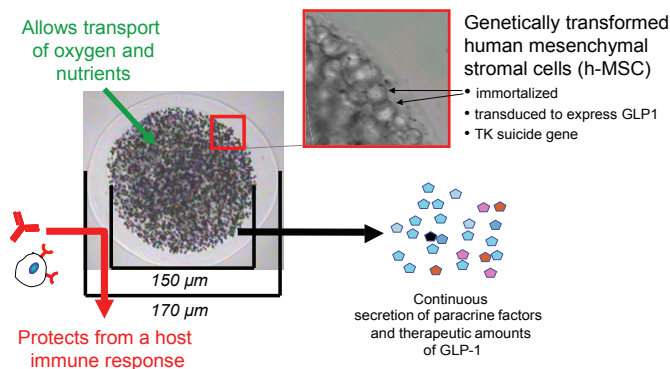 Allows transport
of oxygen and
nutrients
Genetically transformed
human mesenchymal
stromal cells (h-MSC)
• immortalized
• transduced to express GLP1
• TK suicide gene
150 µm
170 µm
Protects from a host
immune response
Continuous
secretion of paracrine factors
and therapeutic amounts
of GLP-1